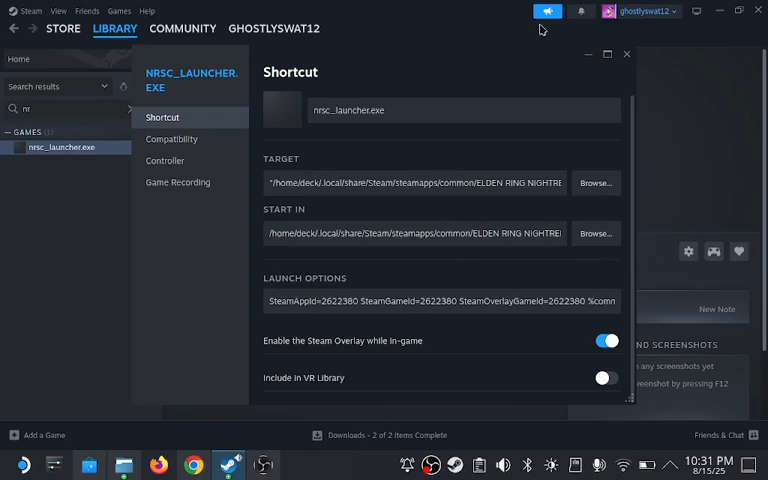 Steam View Friends Games Help
ghostlyswat12
STORE LIBRARY COMMUNITY GHOSTLYSWAT12
Home
Search results
nr
GAMES (1)
nrsc_launcher.exe
NRSC_LAUNCHER.
EXE
Shortcut
Compatibility
Controller
Game Recording
Shortcut
nrsc_launcher.exe
TARGET
"/home/deck/.local/share/Steam/steamapps/common/ELDEN RING NIGHTRE
Browse...
START IN
/home/deck/.local/share/Steam/steamapps/common/ELDEN RING NIGHTREI
Browse...
LAUNCH OPTIONS
SteamAppId=2622380 SteamGameId=2622380 SteamOverlayGameId=2622380 %comn
Enable the Steam Overlay while in-game
Include in VR Library
New Note
ND SCREENSHOTS
n any screenshots yet
creenshot by pressing F12
Add a Game
Downloads - 2 of 2 Items Complete
Friends & Chat
10:31 PM
8/15/25